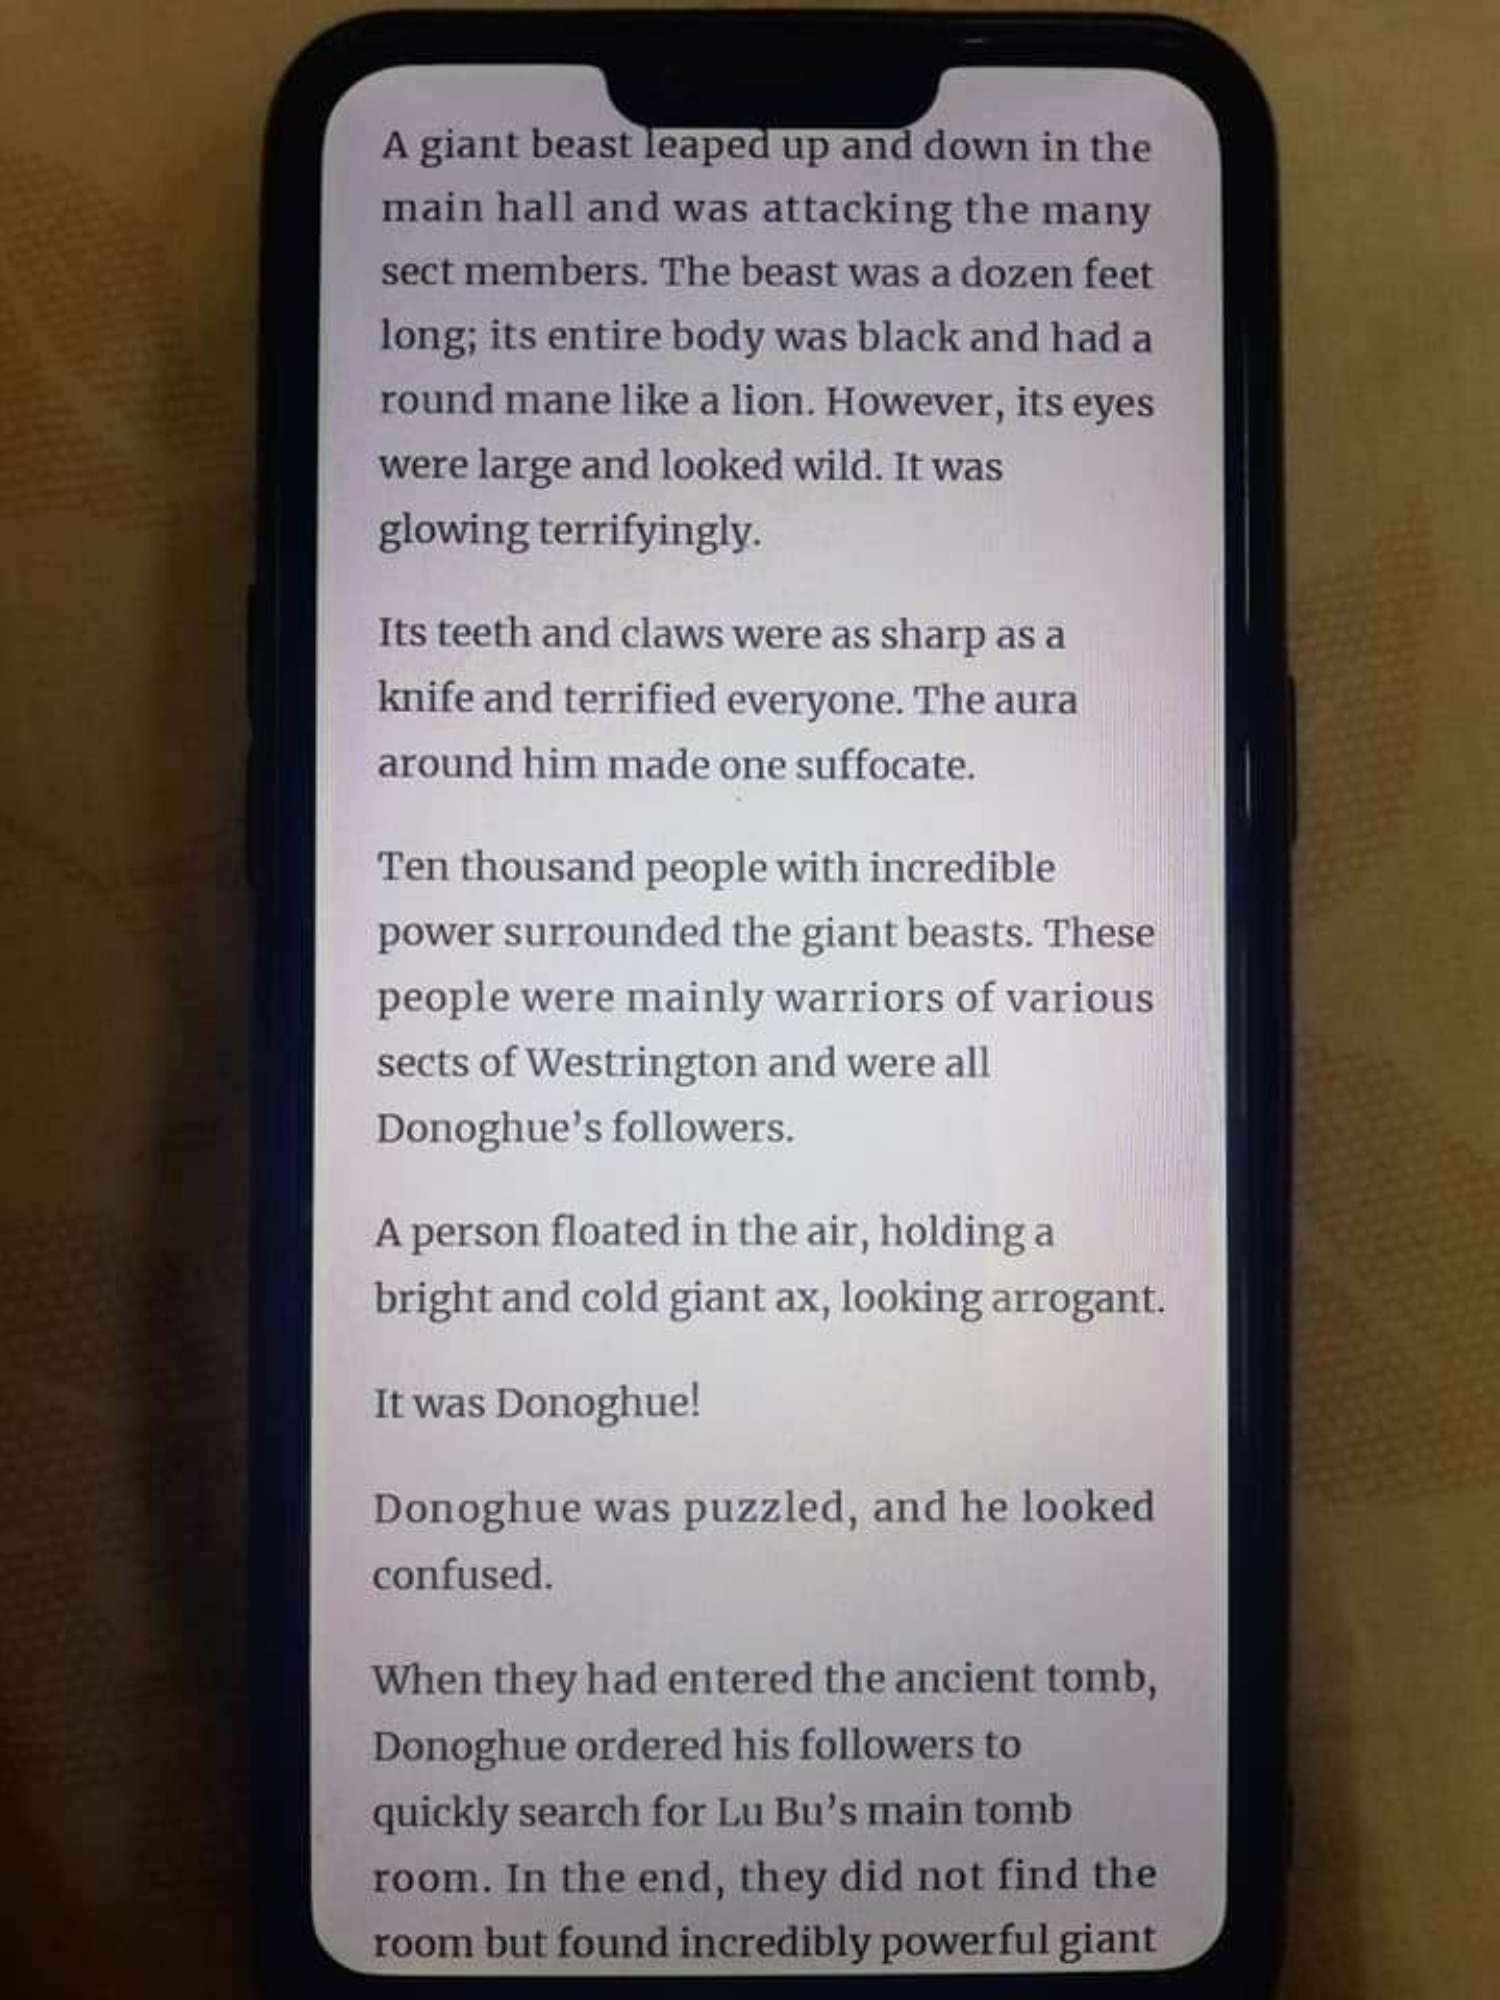 A giant beast leaped up and down in the
main hall and was attacking the many
sect members. The beast was a dozen feet
long; its entire body was black and had a
round mane like a lion. However, its eyes
were large and looked wild. It was
glowing terrifyingly.
Its teeth and claws were as sharp as a
knife and terrified everyone. The aura
around him made one suffocate.
Ten thousand people with incredible
power surrounded the giant beasts. These
people were mainly warriors of various
sects of Westrington and were all
Donoghue’s followers.
A person floated in the air, holding a
bright and cold giant ax, looking arrogant.
It was Donoghue!
Donoghue was puzzled, and he looked
confused.
When they had entered the ancient tomb,
Donoghue ordered his followers to
quickly search for Lu Bu’s main tomb
room. In the end, they did not find the
room but found incredibly powerful giant